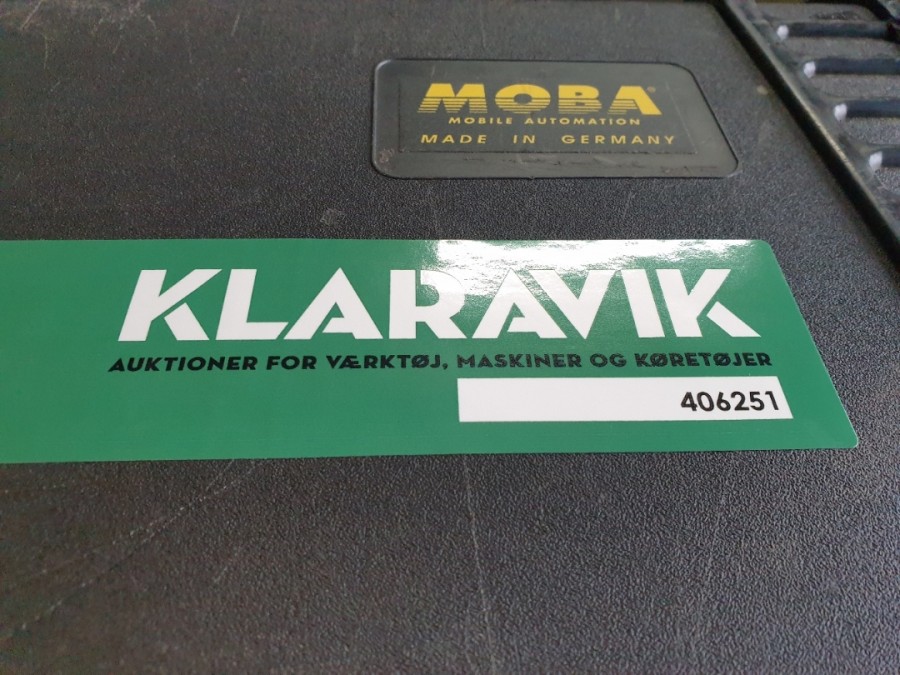 MOBA®
MOBILE AUTOMATION
MADE IN GERMANY
KLARAVIK
AUKTIONER FOR VÆRKTØJ, MASKINER OG KØRETØJER
406251